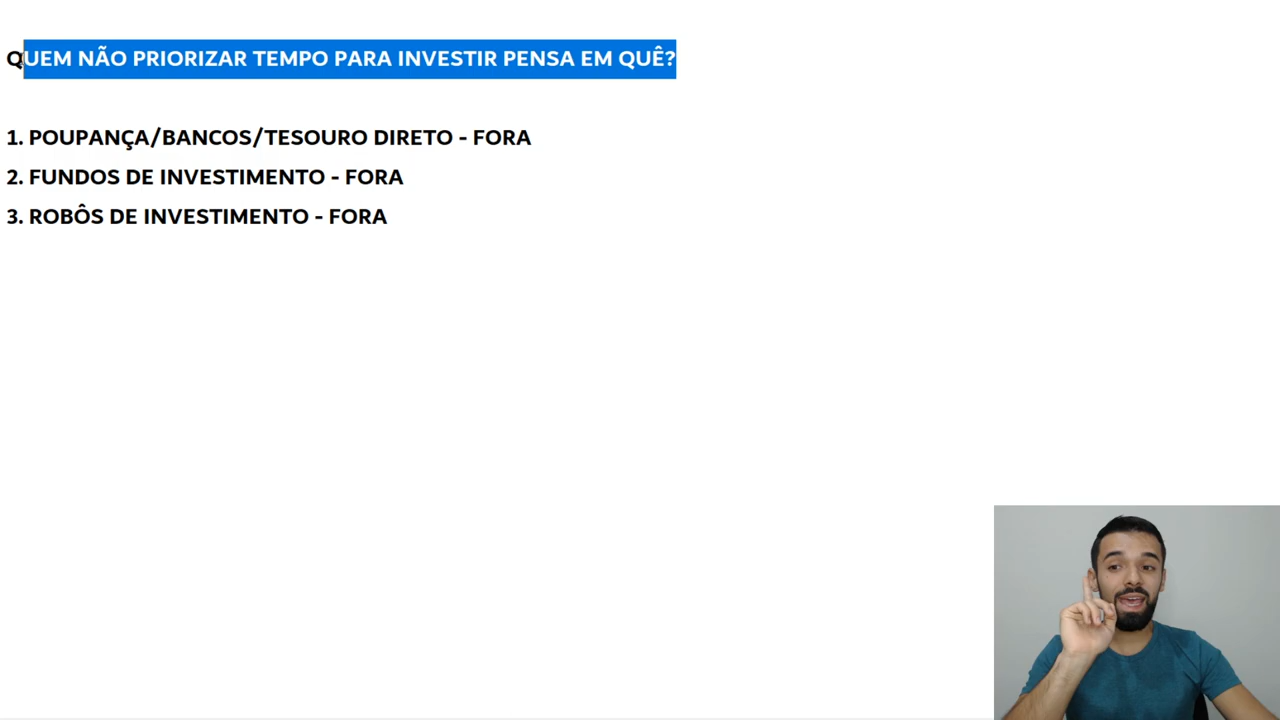 QUEM NÃO PRIORIZAR TEMPO PARA INVESTIR PENSA EM QUÊ?
1. POUPANÇA/BANCOS/TESOURO DIRETO - FORA
2. FUNDOS DE INVESTIMENTO - FORA
3. ROBÔS DE INVESTIMENTO - FORA